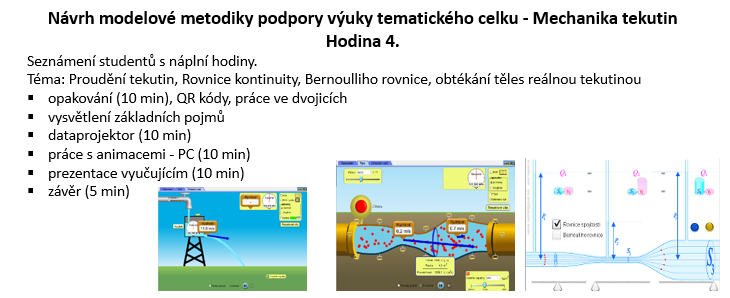 Návrh modelové metodiky podpory výuky tematického celku - Mechanika tekutin
Hodina 4.
Seznámení studentů s náplní hodiny.
Téma: Proudění tekutin, Rovnice kontinuity, Bernoulliho rovnice, obtékání těles reálnou tekutinou
▪ opakování (10 min), QR kódy, práce ve dvojicích
▪ vysvětlení základních pojmů
▪ dataprojektor (10 min)
▪ práce s animacemi - PC (10 min)
▪ prezentace vyučujícím (10 min)
▪ závěr (5 min)
Rovnice spojitosti
Bernoulliho rovnice